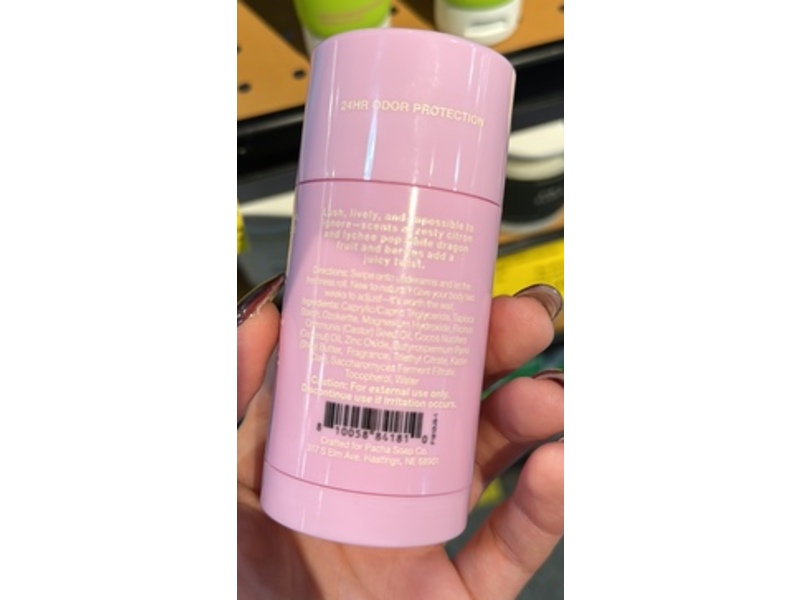 24HR ODOR PROTECTION
Lush, lively, and impossible to
ignore—scents of zesty citron
and lychee pop while dragon
fruit and berries add a
juicy twist.
Directions: Swipe onto underarms and let the
freshness roll. New to natural? Give your body two
weeks to adjust—it's worth the wait.
Ingredients: Caprylic/Capric Triglyceride, Tapioca
Starch, Ozokerite, Magnesium Hydroxide, Ricinus
Communis (Castor) Seed Oil, Cocos Nucifera
(Coconut) Oil, Zinc Oxide, Butyrospermum Parkii
(Shea) Butter, Fragrance, Triethyl Citrate, Kaolin
Clay, Saccharomyces Ferment Filtrate,
Tocopherol, Water
Caution: For external use only.
Discontinue use if irritation occurs.
8 10058 84181 0
Crafted for Pacha Soap Co.
317 S Elm Ave. Hastings, NE 68901